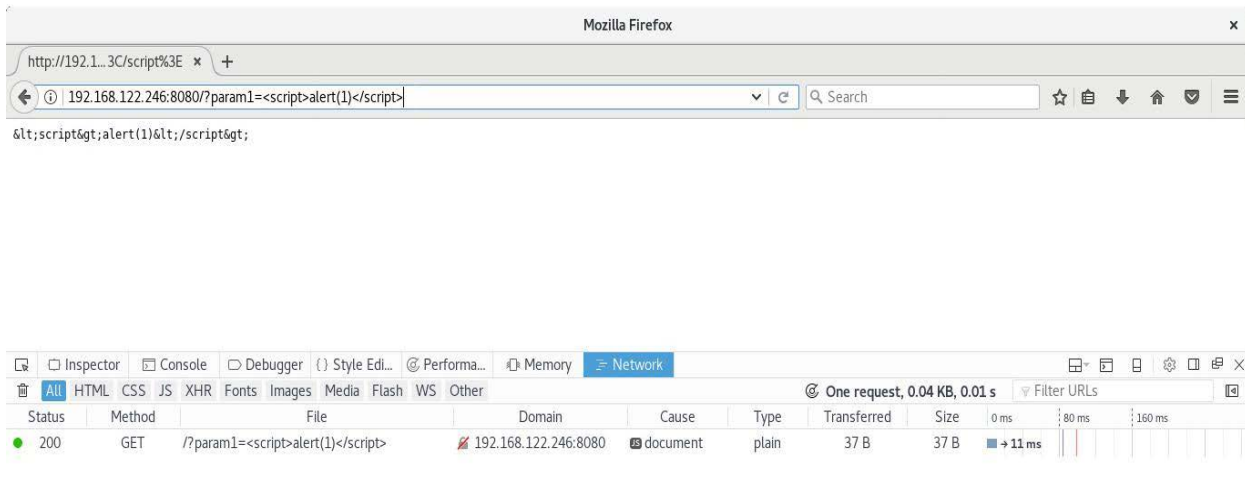 Mozilla Firefox
http://192.1... 3C/script%3E
192.168.122.246:8080/?param1=<script>alert(1)</script> Search
&lt;script&gt;alert(1)&lt;/script&gt;
Inspector Console Debugger {} Style Edi... Performa... Memory Network
All HTML CSS JS XHR Fonts Images Media Flash WS Other One request, 0.04 KB, 0.01 s Filter URLs
Status Method File Domain Cause Type Transferred Size 0 ms 80 ms 160 ms
200 GET /?param1=<script>alert(1)</script> 192.168.122.246:8080 JS document plain 37 B 37 B → 11 ms